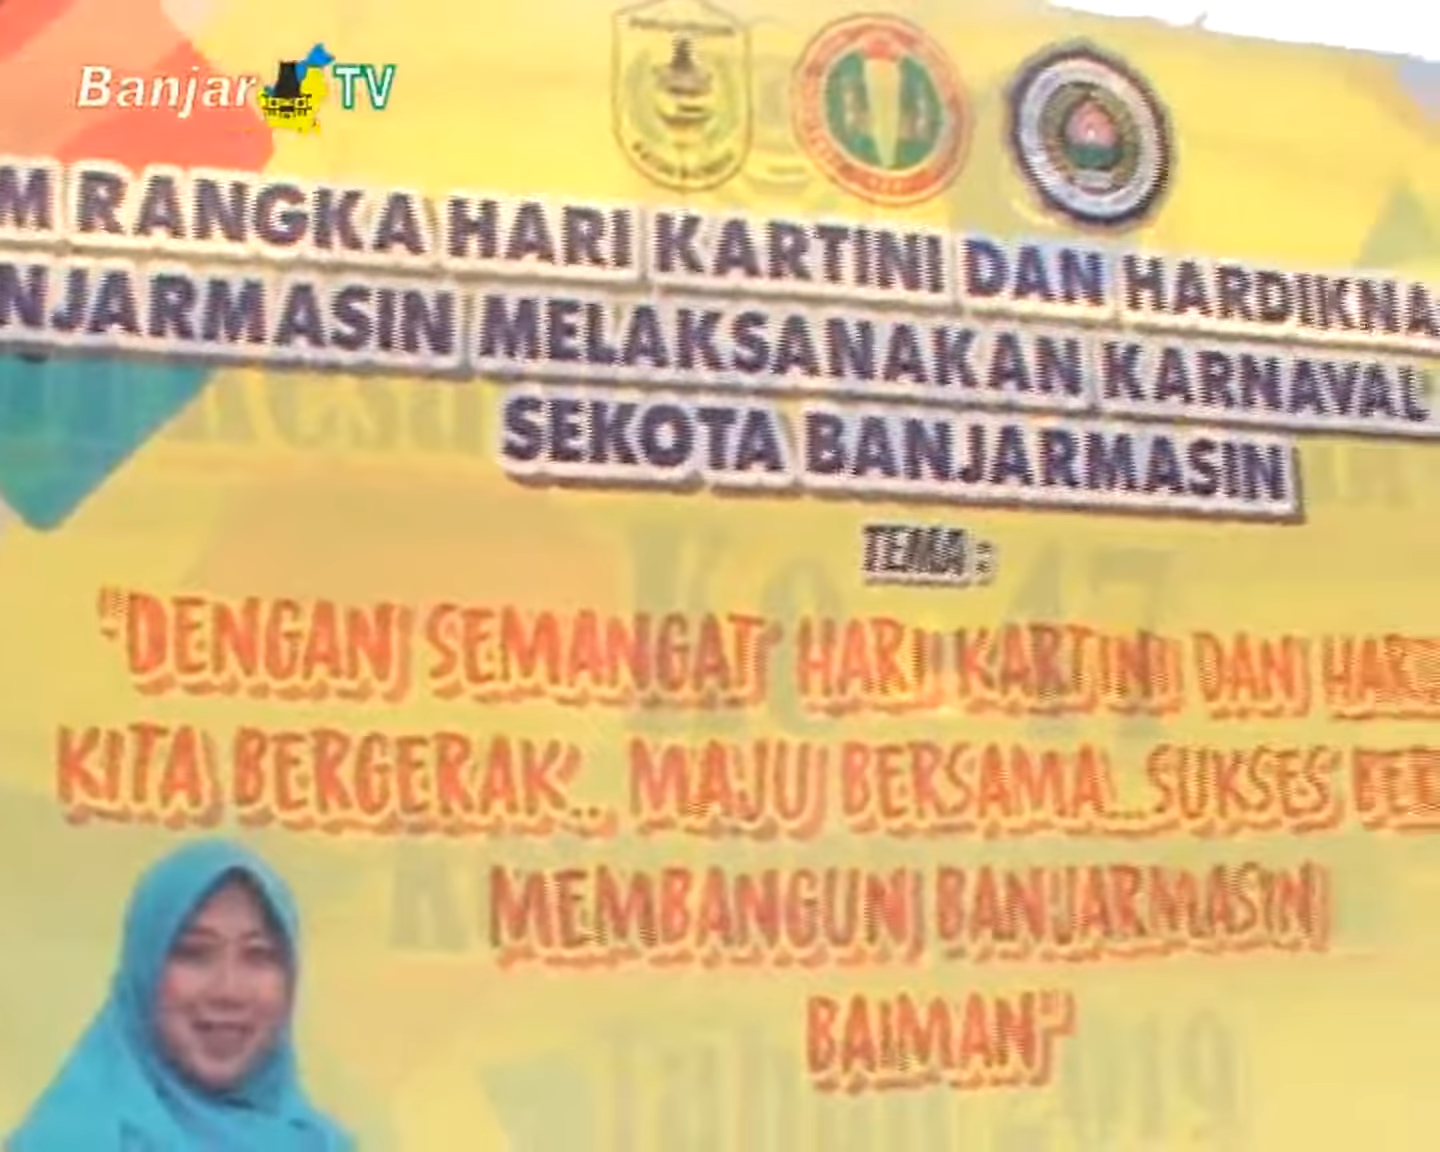 Banjar TV
M RANGKA HARI KARTINI DAN HARDIKNA
NJARMASIN MELAKSANAKAN KARNAVAL
SEKOTA BANJARMASIN
TEMA :
"DENGAN SEMANGAT HARI KARTINI DAN HAR
KITA BERGERAK.. MAJU BERSAMA...SUKSES BER
MEMBANGUN BANJARMASIN
BAIMAN"